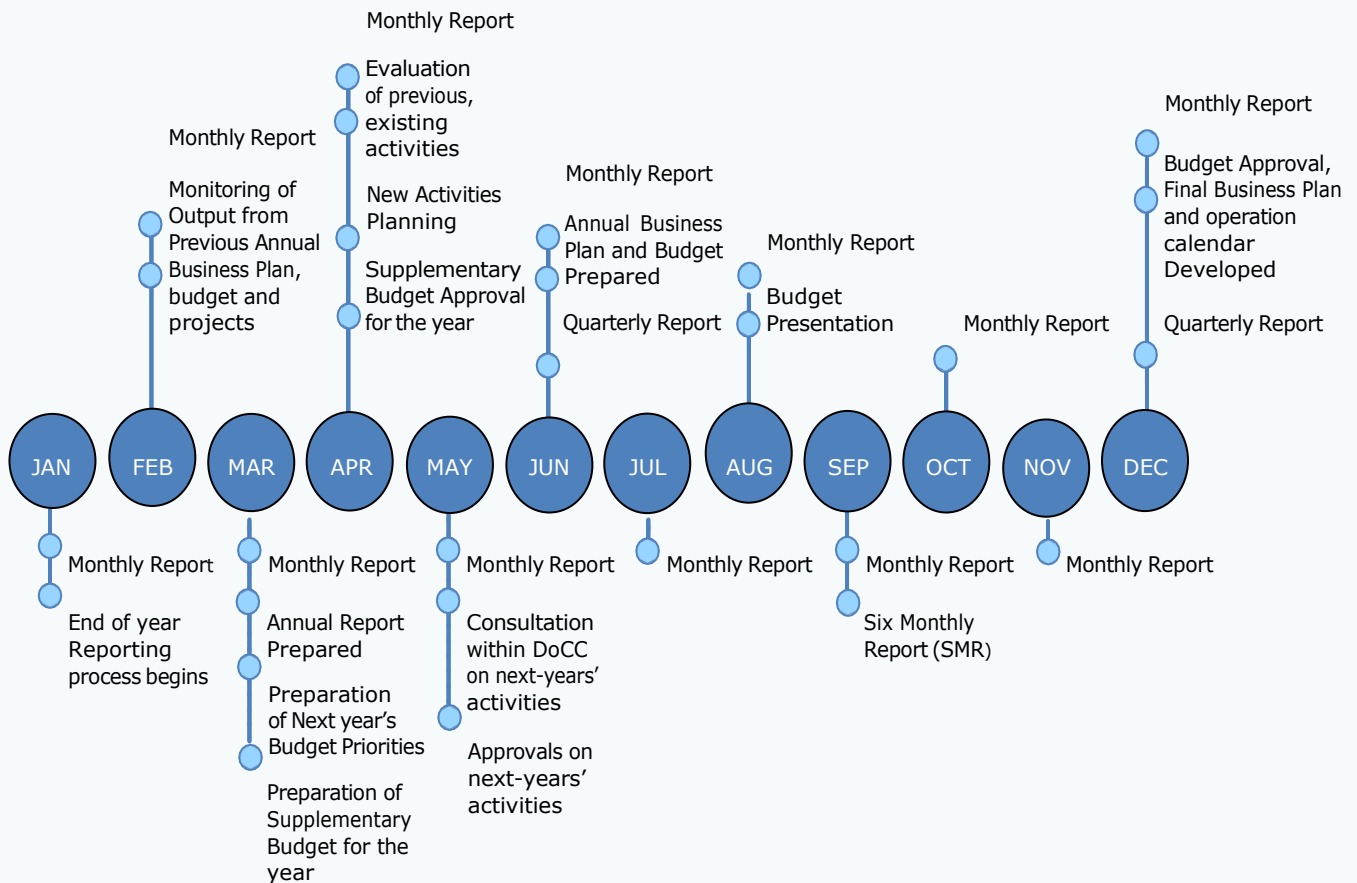 Monthly Report
Evaluation
of previous,
existing
activities
New Activities
Planning
Supplementary
Budget Approval
for the year
Monthly Report
Monitoring of
Output from
Previous Annual
Business Plan,
budget and
projects
Monthly Report
Annual Business
Plan and Budget
Prepared
Quarterly Report
Monthly Report
Budget
Presentation
Monthly Report
Monthly Report
Budget Approval,
Final Business Plan
and operation
calendar
Developed
Quarterly Report
JAN
FEB
MAR
APR
MAY
JUN
JUL
AUG
SEP
OCT
NOV
DEC
Monthly Report
End of year
Reporting
process begins
Monthly Report
Annual Report
Prepared
Preparation
of Next year’s
Budget Priorities
Preparation of
Supplementary
Budget for the
year
Monthly Report
Consultation
within DoCC
on next-years’
activities
Approvals on
next-years’
activities
Monthly Report
Monthly Report
Six Monthly
Report (SMR)
Monthly Report